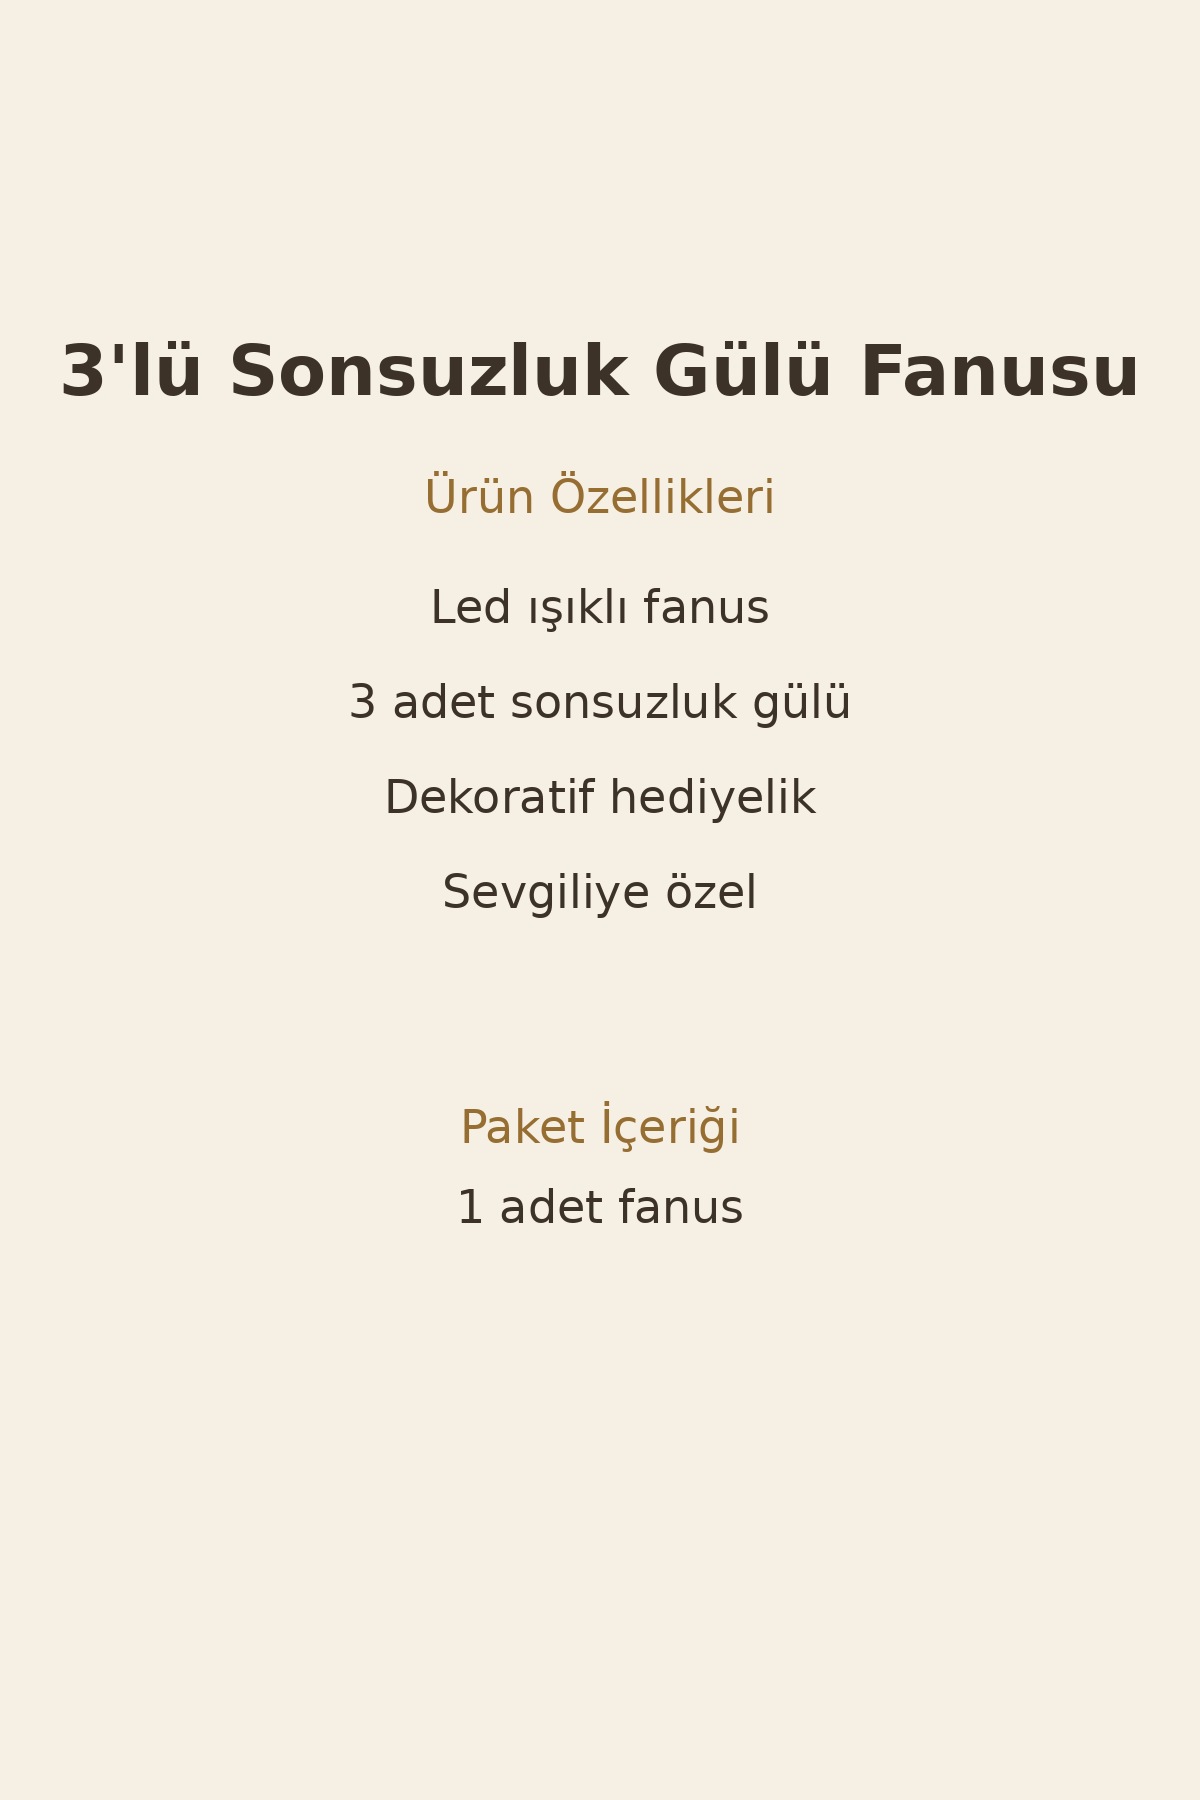 3'lü Sonsuzluk Gülü Fanusu
Ürün Özellikleri
Led ışıklı fanus
3 adet sonsuzluk gülü
Dekoratif hediyelik
Sevgiliye özel
Paket İçeriği
1 adet fanus